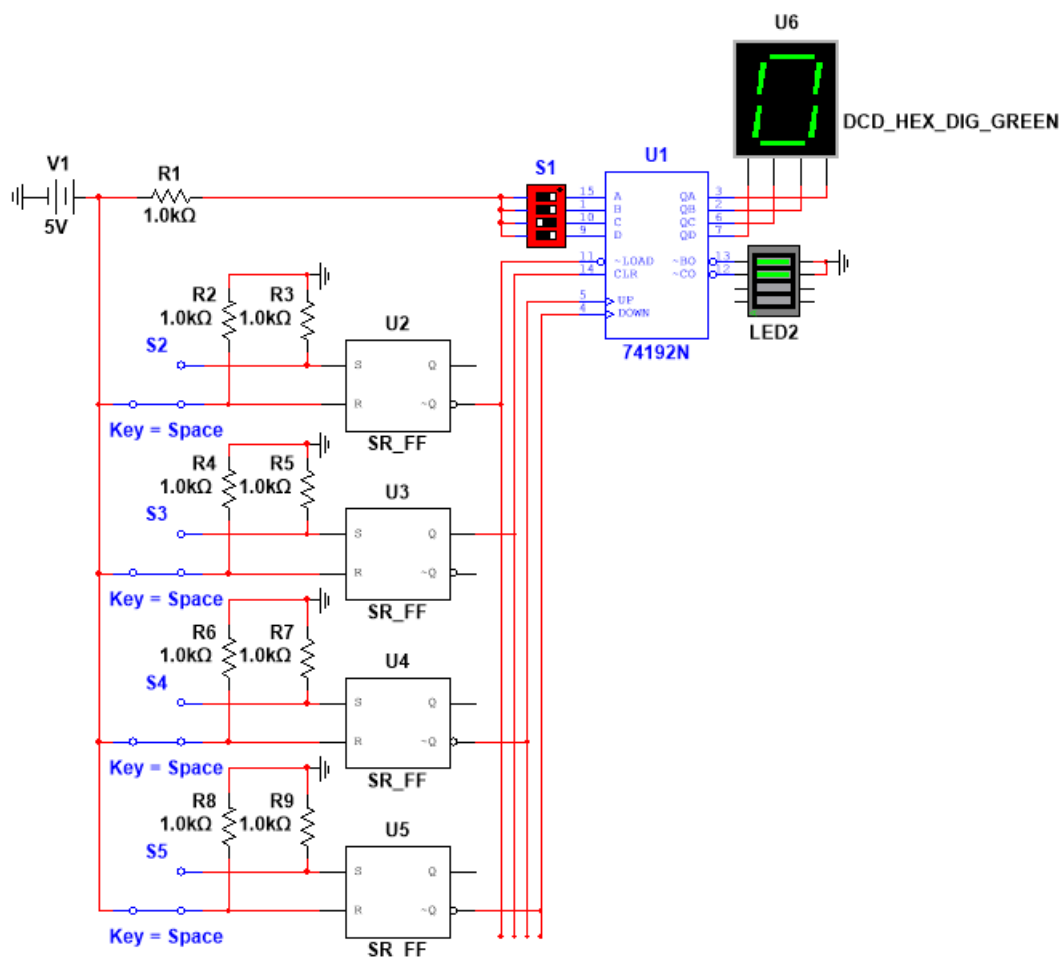 U6
DCD_HEX_DIG_GREEN
V1
5V
R1
1.0kΩ
S1
U1
15 A QA 3
1 B QB 2
10 C QC 6
9 D QD 7
11 ~LOAD ~BO 13
14 CLR ~CO 12
5 UP
4 DOWN
74192N
LED2
R2
1.0kΩ
R3
1.0kΩ
S2
Key = Space
U2
S Q
R ~Q
SR_FF
R4
1.0kΩ
R5
1.0kΩ
S3
Key = Space
U3
S Q
R ~Q
SR_FF
R6
1.0kΩ
R7
1.0kΩ
S4
Key = Space
U4
S Q
R ~Q
SR_FF
R8
1.0kΩ
R9
1.0kΩ
S5
Key = Space
U5
S Q
R ~Q
SR_FF
0